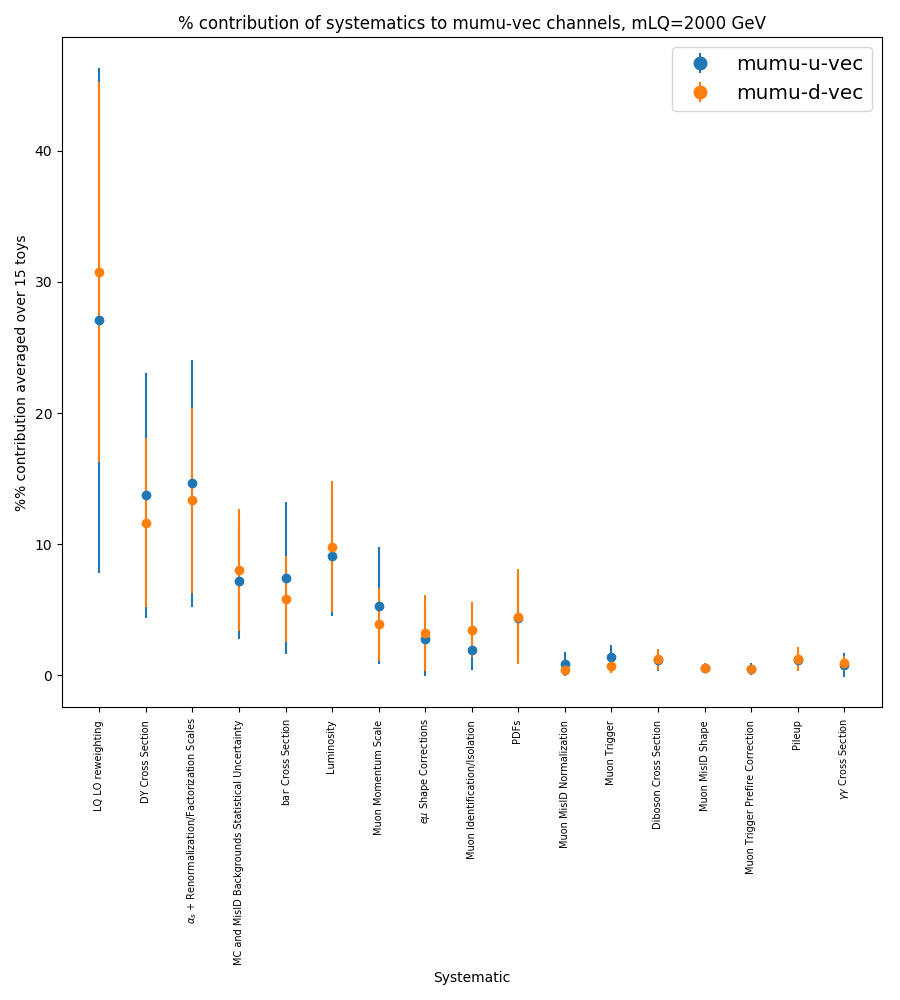 % contribution of systematics to mumu-vec channels, mLQ=2000 GeV
mumu-u-vec
mumu-d-vec
%% contribution averaged over 15 toys
40
30
20
10
0
LQ LO reweighting
DY Cross Section
αs + Renormalization/Factorization Scales
MC and MisID Backgrounds Statistical Uncertainty
bar Cross Section
Luminosity
Muon Momentum Scale
eμ Shape Corrections
Muon Identification/Isolation
PDFs
Muon MisID Normalization
Muon Trigger
Diboson Cross Section
Muon MisID Shape
Muon Trigger Prefire Correction
Pileup
γγ Cross Section
Systematic